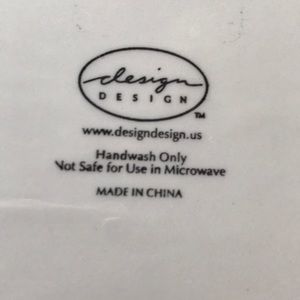 design
DESIGN
TM
www.designdesign.us
Handwash Only
Not Safe for Use in Microwave
MADE IN CHINA